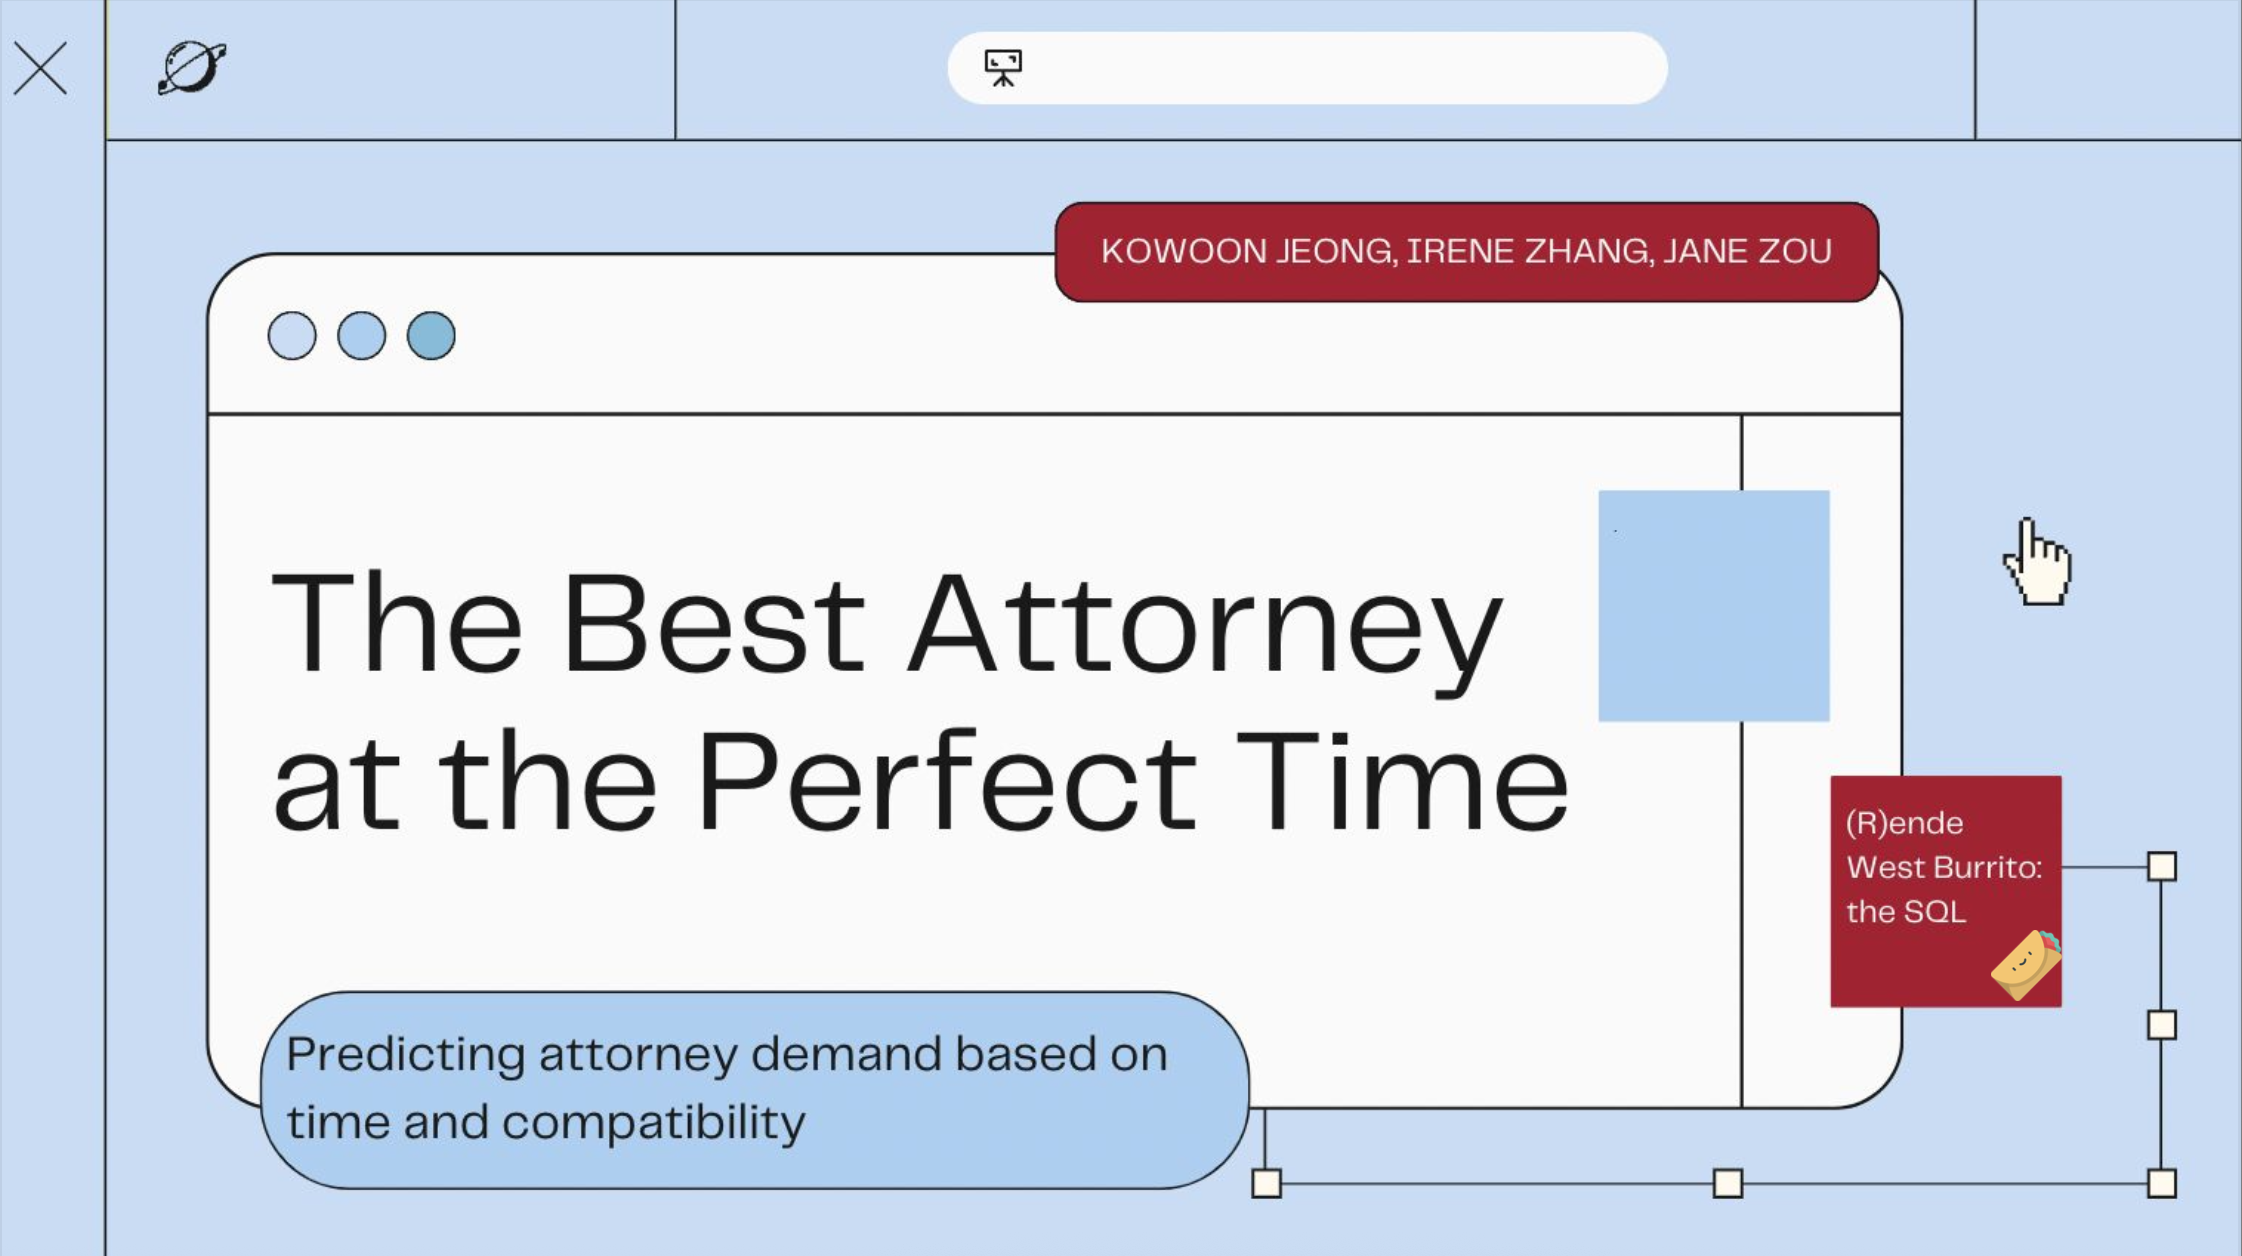 KOWOON JEONG, IRENE ZHANG, JANE ZOU
The Best Attorney
at the Perfect Time
(R)ende
West Burrito:
the SQL
Predicting attorney demand based on
time and compatibility